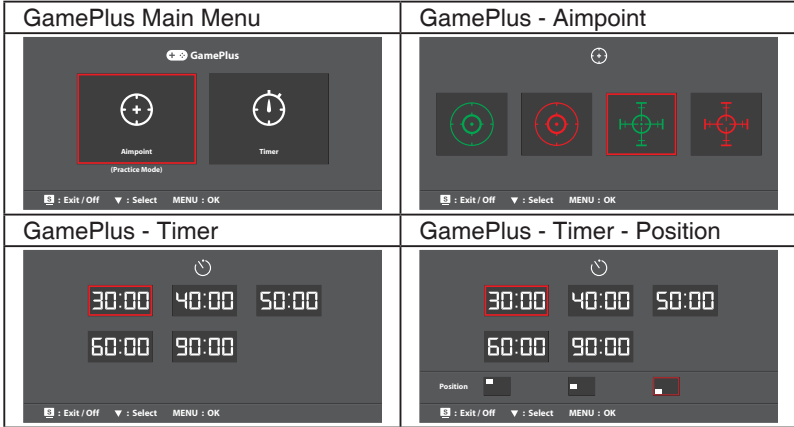 GamePlus Main Menu
GamePlus - Aimpoint
GamePlus
Aimpoint
Timer
(Practice Mode)
S : Exit / Off ▼ : Select MENU : OK
S : Exit / Off ▼ : Select MENU : OK
GamePlus - Timer
GamePlus - Timer - Position
30:00 40:00 50:00
60:00 90:00
S : Exit / Off ▼ : Select MENU : OK
30:00 40:00 50:00
60:00 90:00
Position
S : Exit / Off ▼ : Select MENU : OK